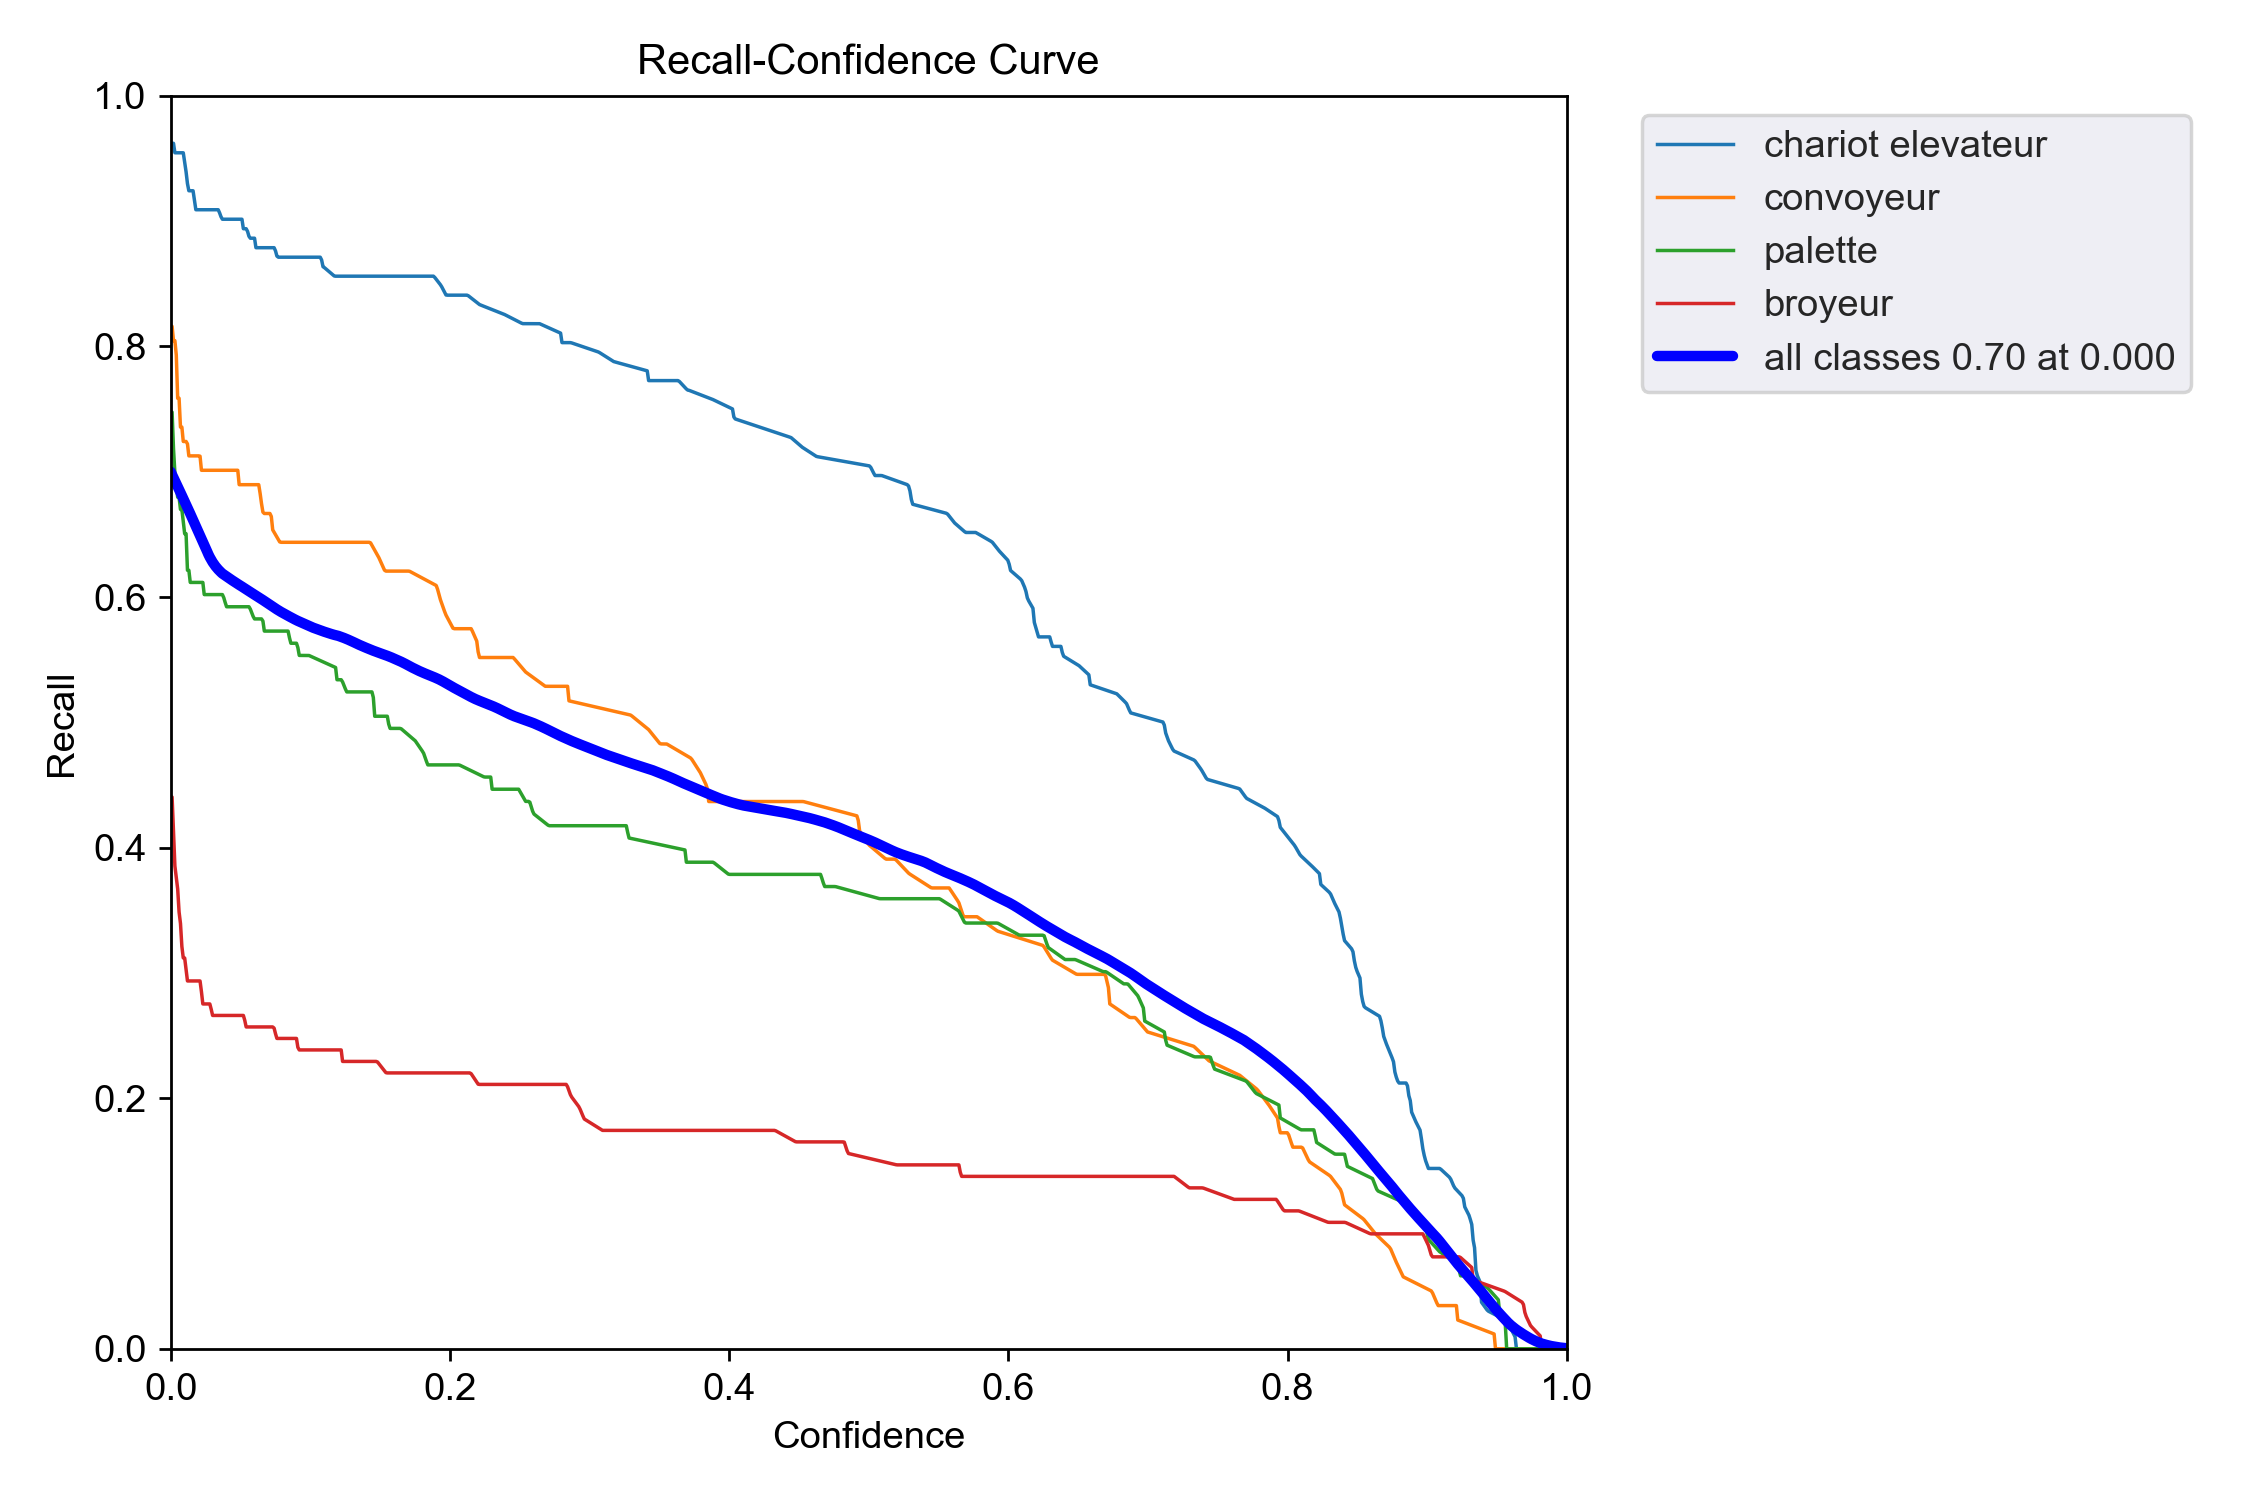 Recall-Confidence Curve
1.0
0.8
0.6
0.4
0.2
0.0
Recall
0.0 0.2 0.4 0.6 0.8 1.0
Confidence
chariot elevateur
convoyeur
palette
broyeur
all classes 0.70 at 0.000